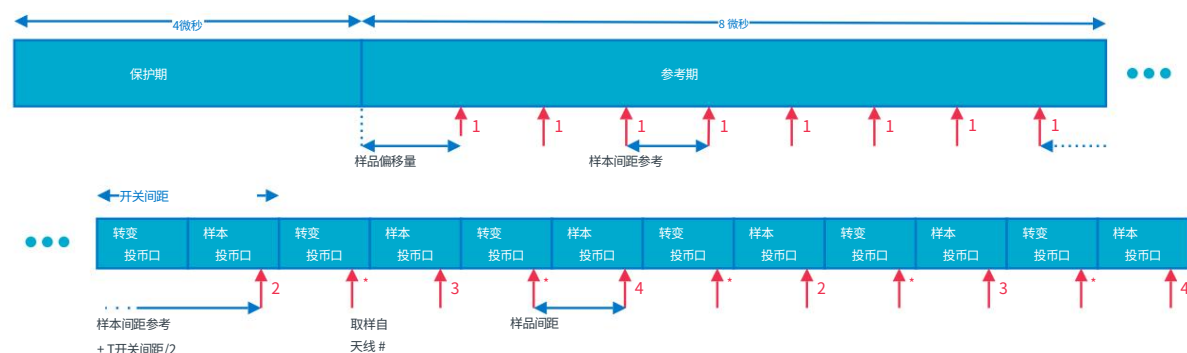 4微秒
8 微秒
保护期
参考期
1
1
1
1
1
1
1
1
样品偏移量
样本间距参考
开关间距
转变
投币口
样本
投币口
转变
投币口
样本
投币口
转变
投币口
样本
投币口
转变
投币口
样本
投币口
转变
投币口
样本
投币口
转变
投币口
样本
投币口
2
*
3
*
4
*
2
*
3
*
4
样本间距参考
+ T开关间距/2
取样自
天线 #
样品间距